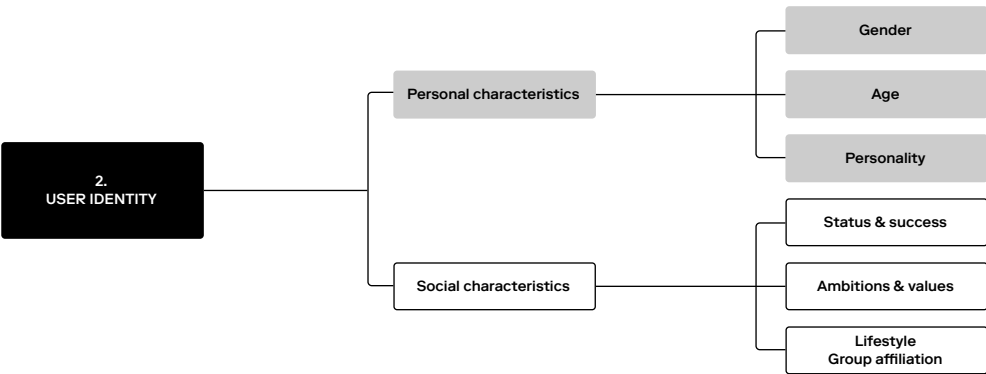 2.
USER IDENTITY
Personal characteristics
Gender
Age
Personality
Social characteristics
Status & success
Ambitions & values
Lifestyle
Group affiliation